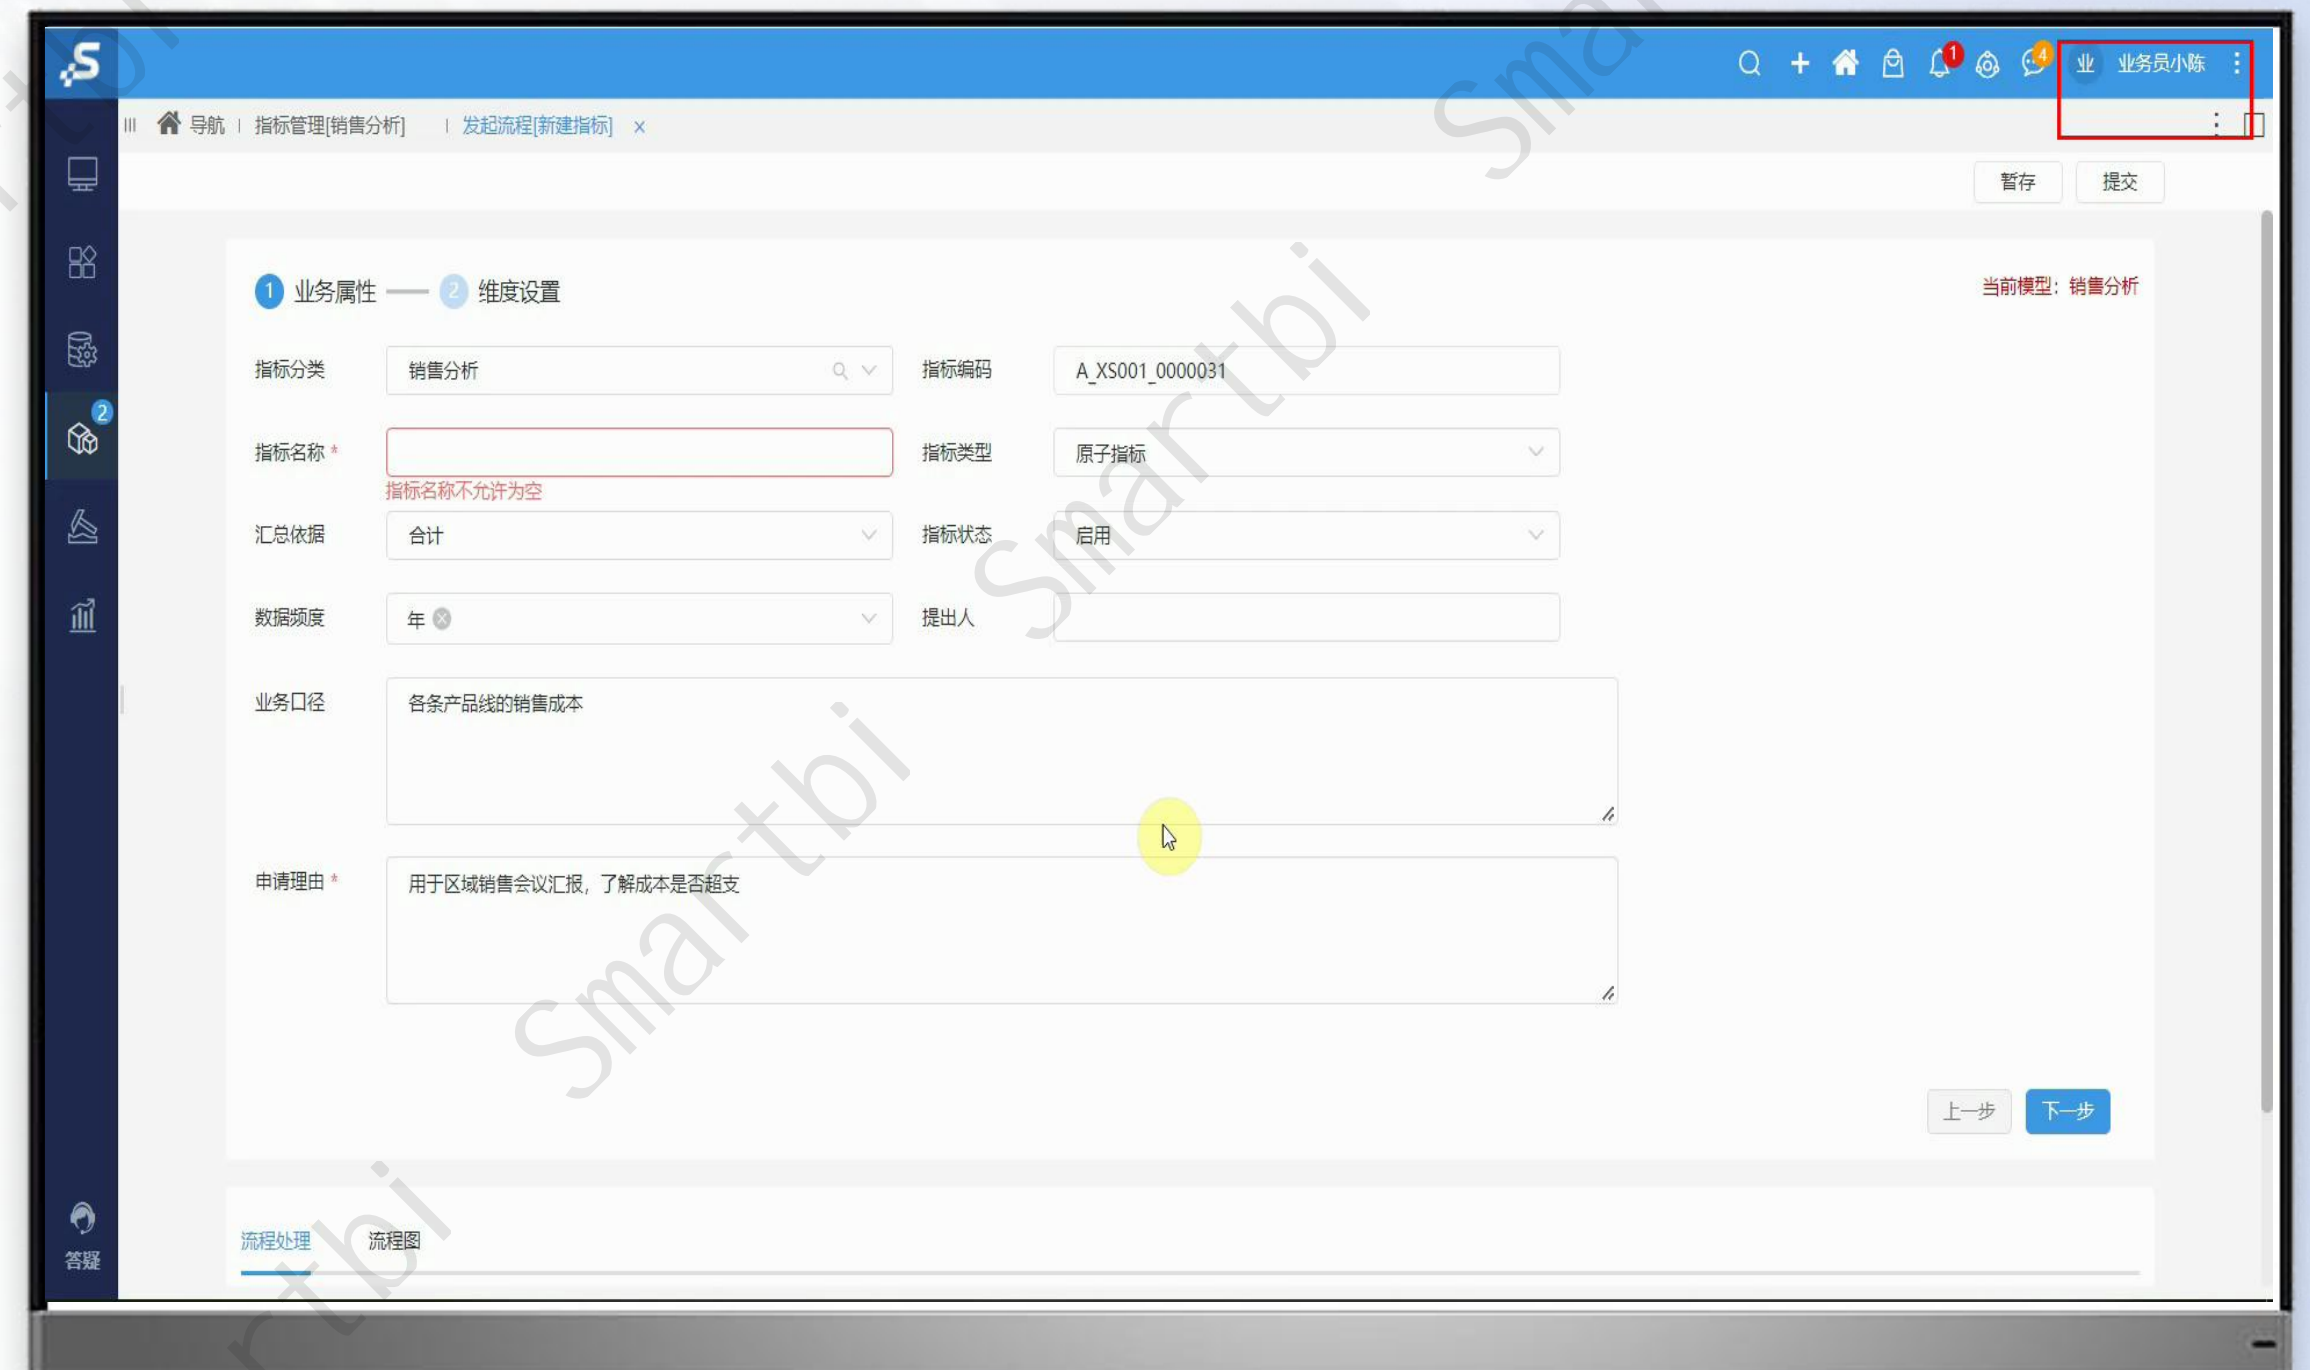 S
1
4
业 业务员小陈
导航 指标管理[销售分析] 发起流程[新建指标] x
暂存 提交
1 业务属性 2 维度设置
当前模型：销售分析
指标分类 销售分析 指标编码 A_XS001_0000031
2
指标名称 * 指标类型 原子指标
指标名称不允许为空
汇总依据 合计 指标状态 启用
数据频度 年 提出人
业务口径 各条产品线的销售成本
申请理由 * 用于区域销售会议汇报，了解成本是否超支
上一步 下一步
流程处理 流程图
答疑
Smartbi
Smartbi